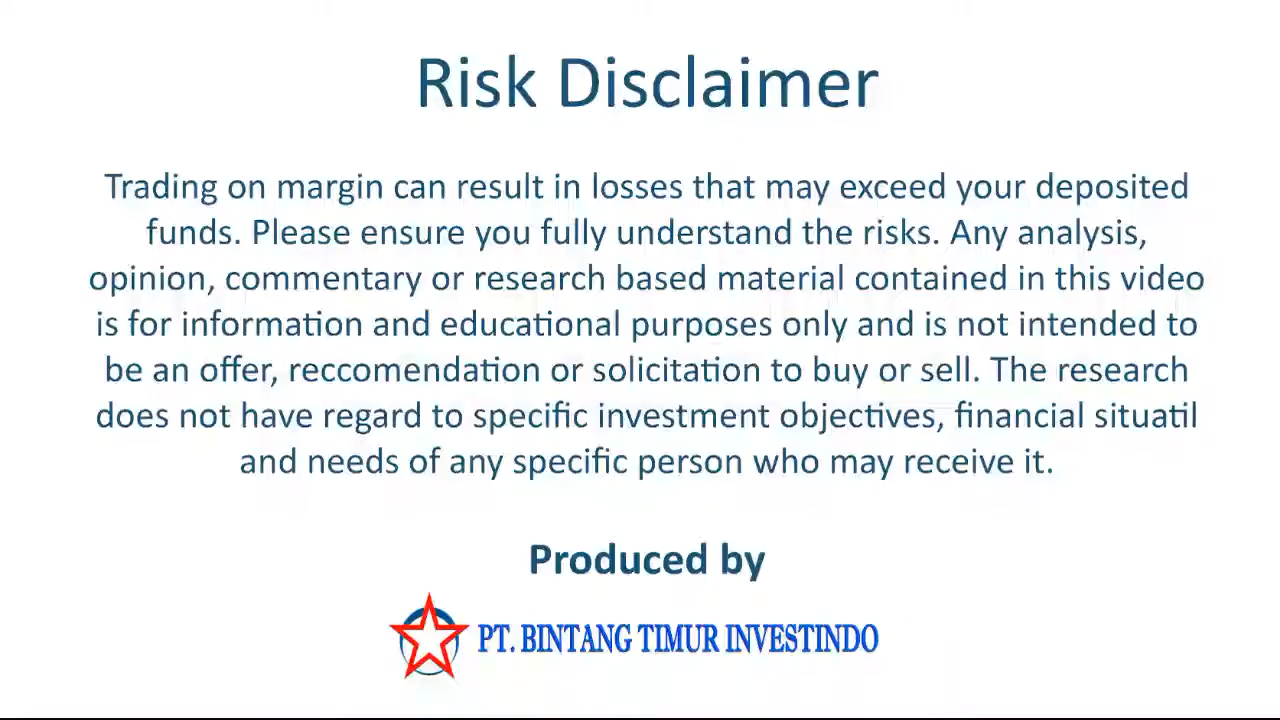 Risk Disclaimer
Trading on margin can result in losses that may exceed your deposited
funds. Please ensure you fully understand the risks. Any analysis,
opinion, commentary or research based material contained in this video
is for information and educational purposes only and is not intended to
be an offer, reccomendation or solicitation to buy or sell. The research
does not have regard to specific investment objectives, financial situatil
and needs of any specific person who may receive it.
Produced by
PT. BINTANG TIMUR INVESTINDO